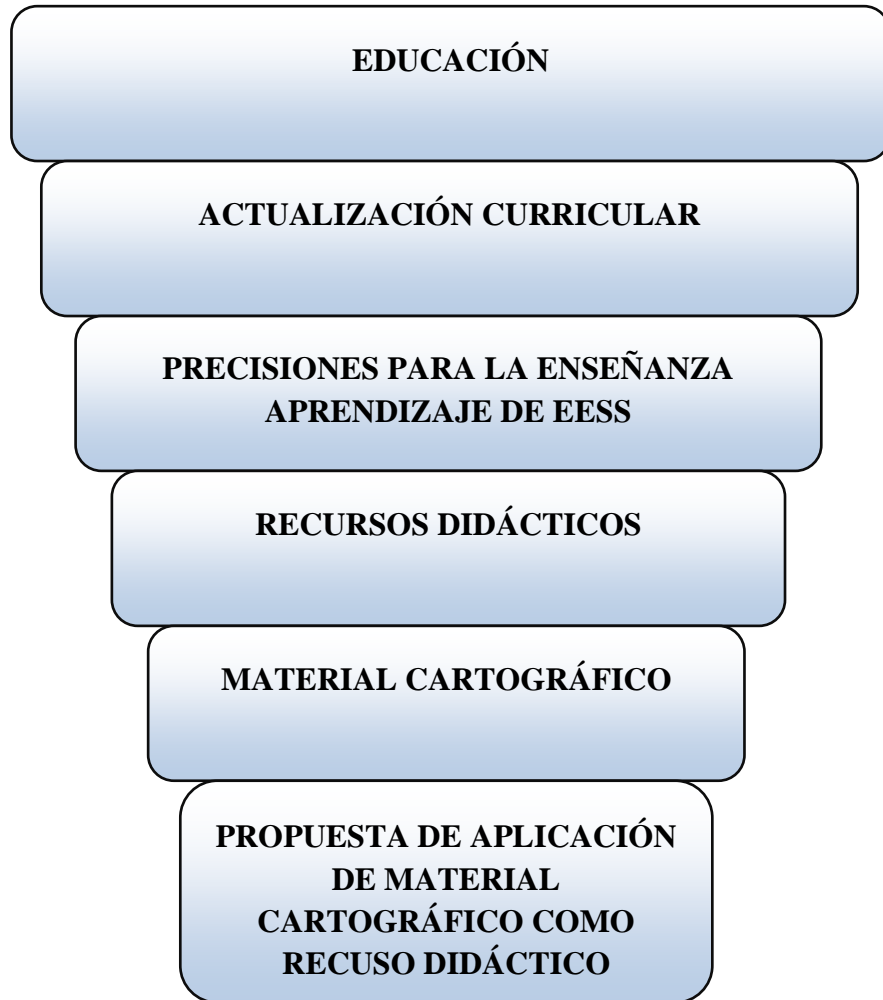 EDUCACIÓN
ACTUALIZACIÓN CURRICULAR
PRECISIONES PARA LA ENSEÑANZA
APRENDIZAJE DE EESS
RECURSOS DIDÁCTICOS
MATERIAL CARTOGRÁFICO
PROPUESTA DE APLICACIÓN
DE MATERIAL
CARTOGRÁFICO COMO
RECUSO DIDÁCTICO